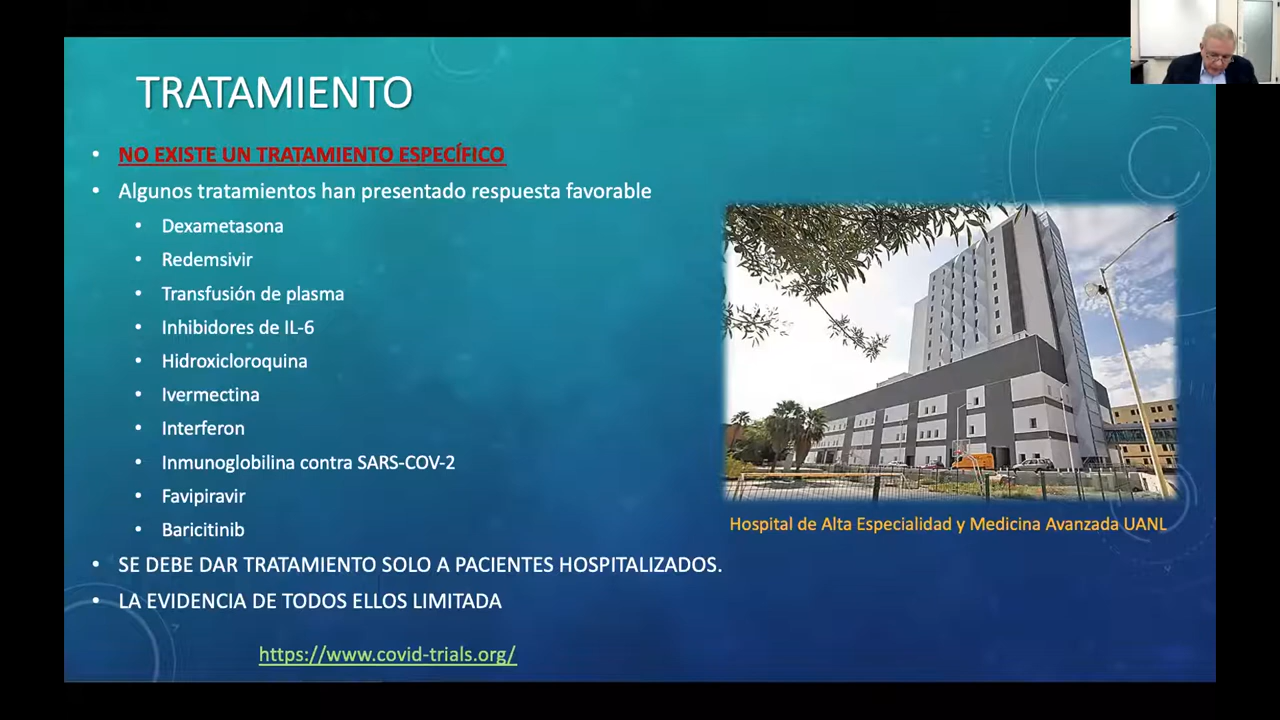 TRATAMIENTO
NO EXISTE UN TRATAMIENTO ESPECÍFICO
Algunos tratamientos han presentado respuesta favorable
Dexametasona
Redemsivir
Transfusión de plasma
Inhibidores de IL-6
Hidroxicloroquina
Ivermectina
Interferon
Inmunoglobilina contra SARS-COV-2
Favipiravir
Baricitinib
SE DEBE DAR TRATAMIENTO SOLO A PACIENTES HOSPITALIZADOS.
LA EVIDENCIA DE TODOS ELLOS LIMITADA
https://www.covid-trials.org/
Hospital de Alta Especialidad y Medicina Avanzada UANL